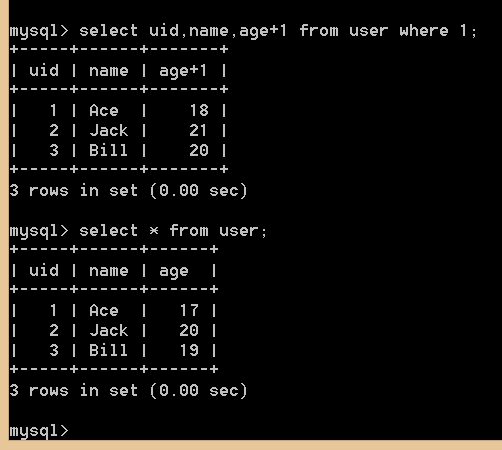 mysql> select uid,name,age+1 from user where 1;
+-----+------+-------+
| uid | name | age+1 |
+-----+------+-------+
|   1 | Ace  |    18 |
|   2 | Jack |    21 |
|   3 | Bill |    20 |
+-----+------+-------+
3 rows in set (0.00 sec)
mysql> select * from user;
+-----+------+------+
| uid | name | age  |
+-----+------+------+
|   1 | Ace  |   17 |
|   2 | Jack |   20 |
|   3 | Bill |   19 |
+-----+------+------+
3 rows in set (0.00 sec)
mysql>